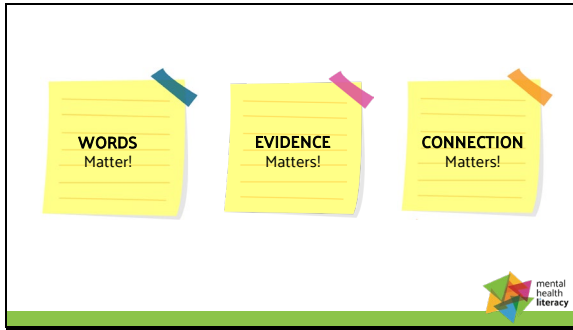 WORDS
Matter!
EVIDENCE
Matters!
CONNECTION
Matters!
mental
health
literacy